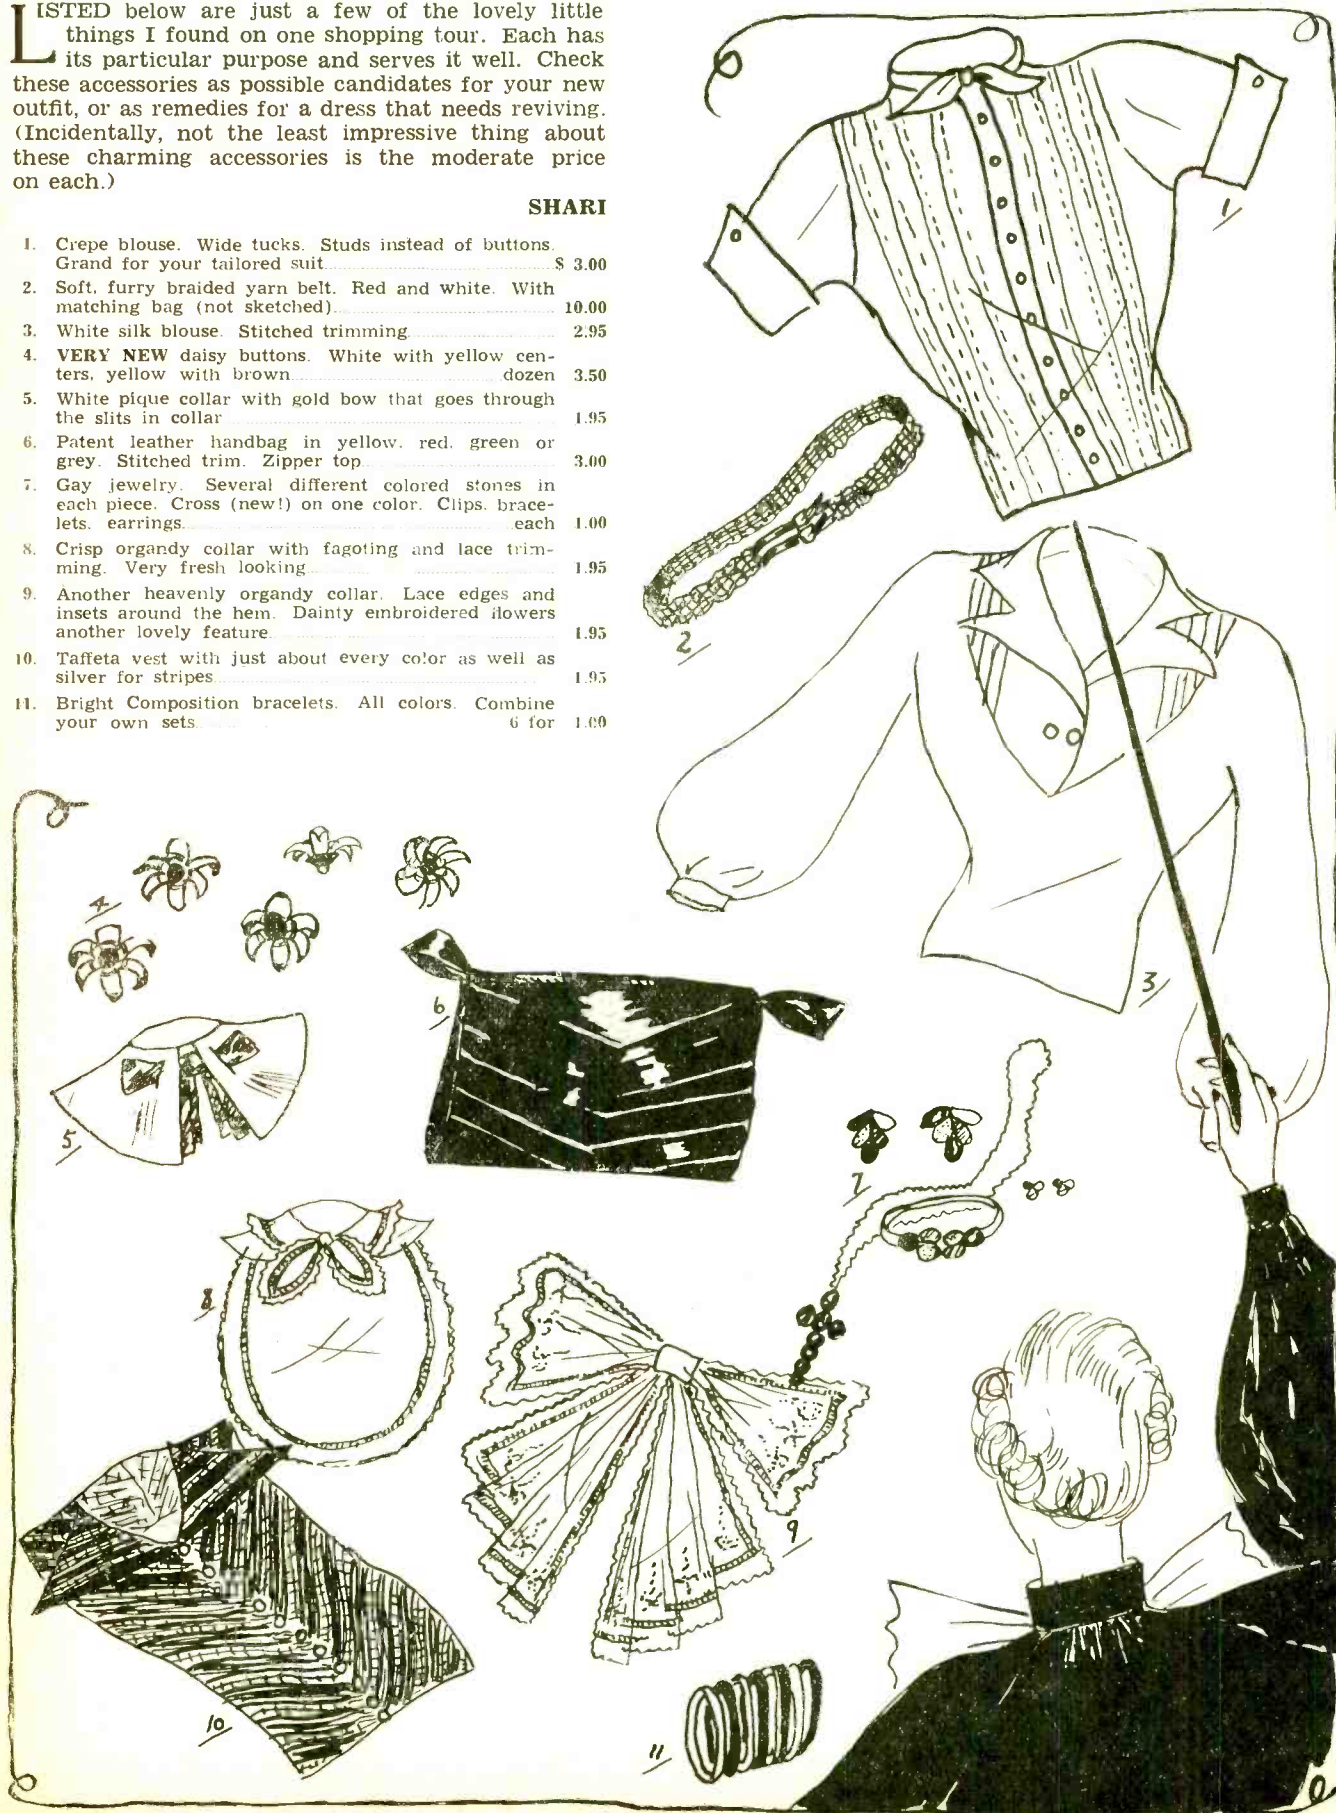 LISTED below are just a few of the lovely little
things I found on one shopping tour. Each has
its particular purpose and serves it well. Check
these accessories as possible candidates for your new
outfit, or as remedies for a dress that needs reviving.
(Incidentally, not the least impressive thing about
these charming accessories is the moderate price
on each.)
SHARI
1. Crepe blouse. Wide tucks. Studs instead of buttons.
Grand for your tailored suit $ 3.00
2. Soft, furry braided yarn belt. Red and white. With
matching bag (not sketched) 10.00
3. White silk blouse. Stitched trimming 2.95
4. VERY NEW daisy buttons. White with yellow cen-
ters, yellow with brown dozen 3.50
5. White pique collar with gold bow that goes through
the slits in collar 1.95
6. Patent leather handbag in yellow, red, green or
grey. Stitched trim. Zipper top 3.00
7. Gay jewelry. Several different colored stones in
each piece. Cross (new!) on one color. Clips, brace-
lets, earrings. each 1.00
8. Crisp organdy collar with fagoting and lace trim-
ming. Very fresh looking 1.95
9. Another heavenly organdy collar. Lace edges and
insets around the hem. Dainty embroidered flowers
another lovely feature 1.95
10. Taffeta vest with just about every color as well as
silver for stripes 1.95
11. Bright Composition bracelets. All colors. Combine
your own sets 6 for 1.00
1
2
3
4
5
6
7
8
9
10
11